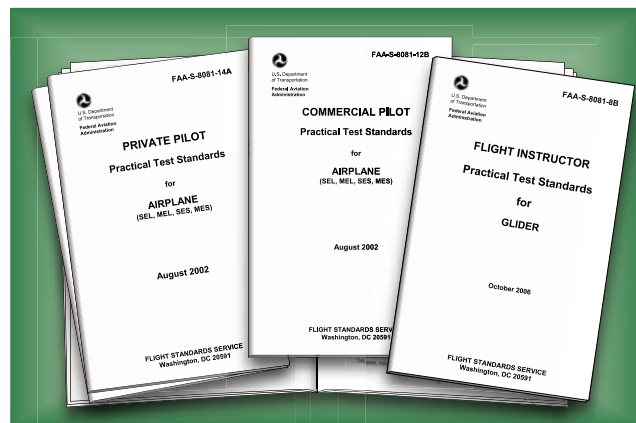 FAA-S-8081-14A
U.S. Department
of Transportation
Federal Aviation
Administration
PRIVATE PILOT
Practical Test Standards
for
AIRPLANE
(SEL, MEL, SES, MES)
August 2002
FLIGHT STANDARDS SERVICE
Washington, DC 20591
FAA-S-8081-12B
U.S. Department
of Transportation
Federal Aviation
Administration
COMMERCIAL PILOT
Practical Test Standards
for
AIRPLANE
(SEL, MEL, SES, MES)
August 2002
FLIGHT STANDARDS SERV
Washington, DC 20591
FAA-S-8081-8B
U.S. Department
of Transportation
Federal Aviation
Administration
FLIGHT INSTRUCTOR
Practical Test Standards
for
GLIDER
October 2006
FLIGHT STANDARDS SERVICE
Washington, DC 20591